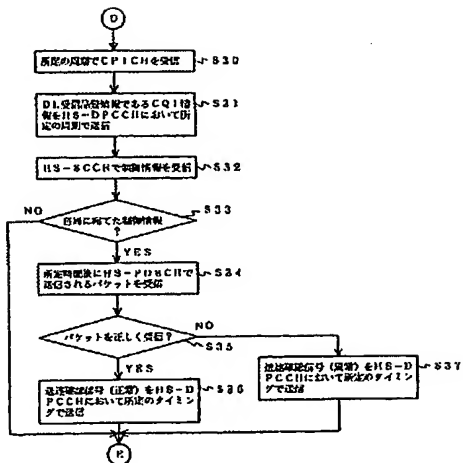 D
所定の周期でCPICHを受信
S30
DL受信品質情報であるCQI情
報をHS-DPCCHにおいて所
定の周期で送信
S31
HS-SCCHで制御情報を受信
S32
NO
自局に宛てた制御情報
?
S33
YES
所定時間後にHS-PDSCHで
送信されるパケットを受信
S34
パケットを正しく受信?
NO
S35
YES
送達確認信号(正常)をHS-D
PCCHにおいて所定のタイミン
グで送信
S36
送達確認信号(異常)をHS-D
PCCHにおいて所定のタイミン
グで送信
S37
E